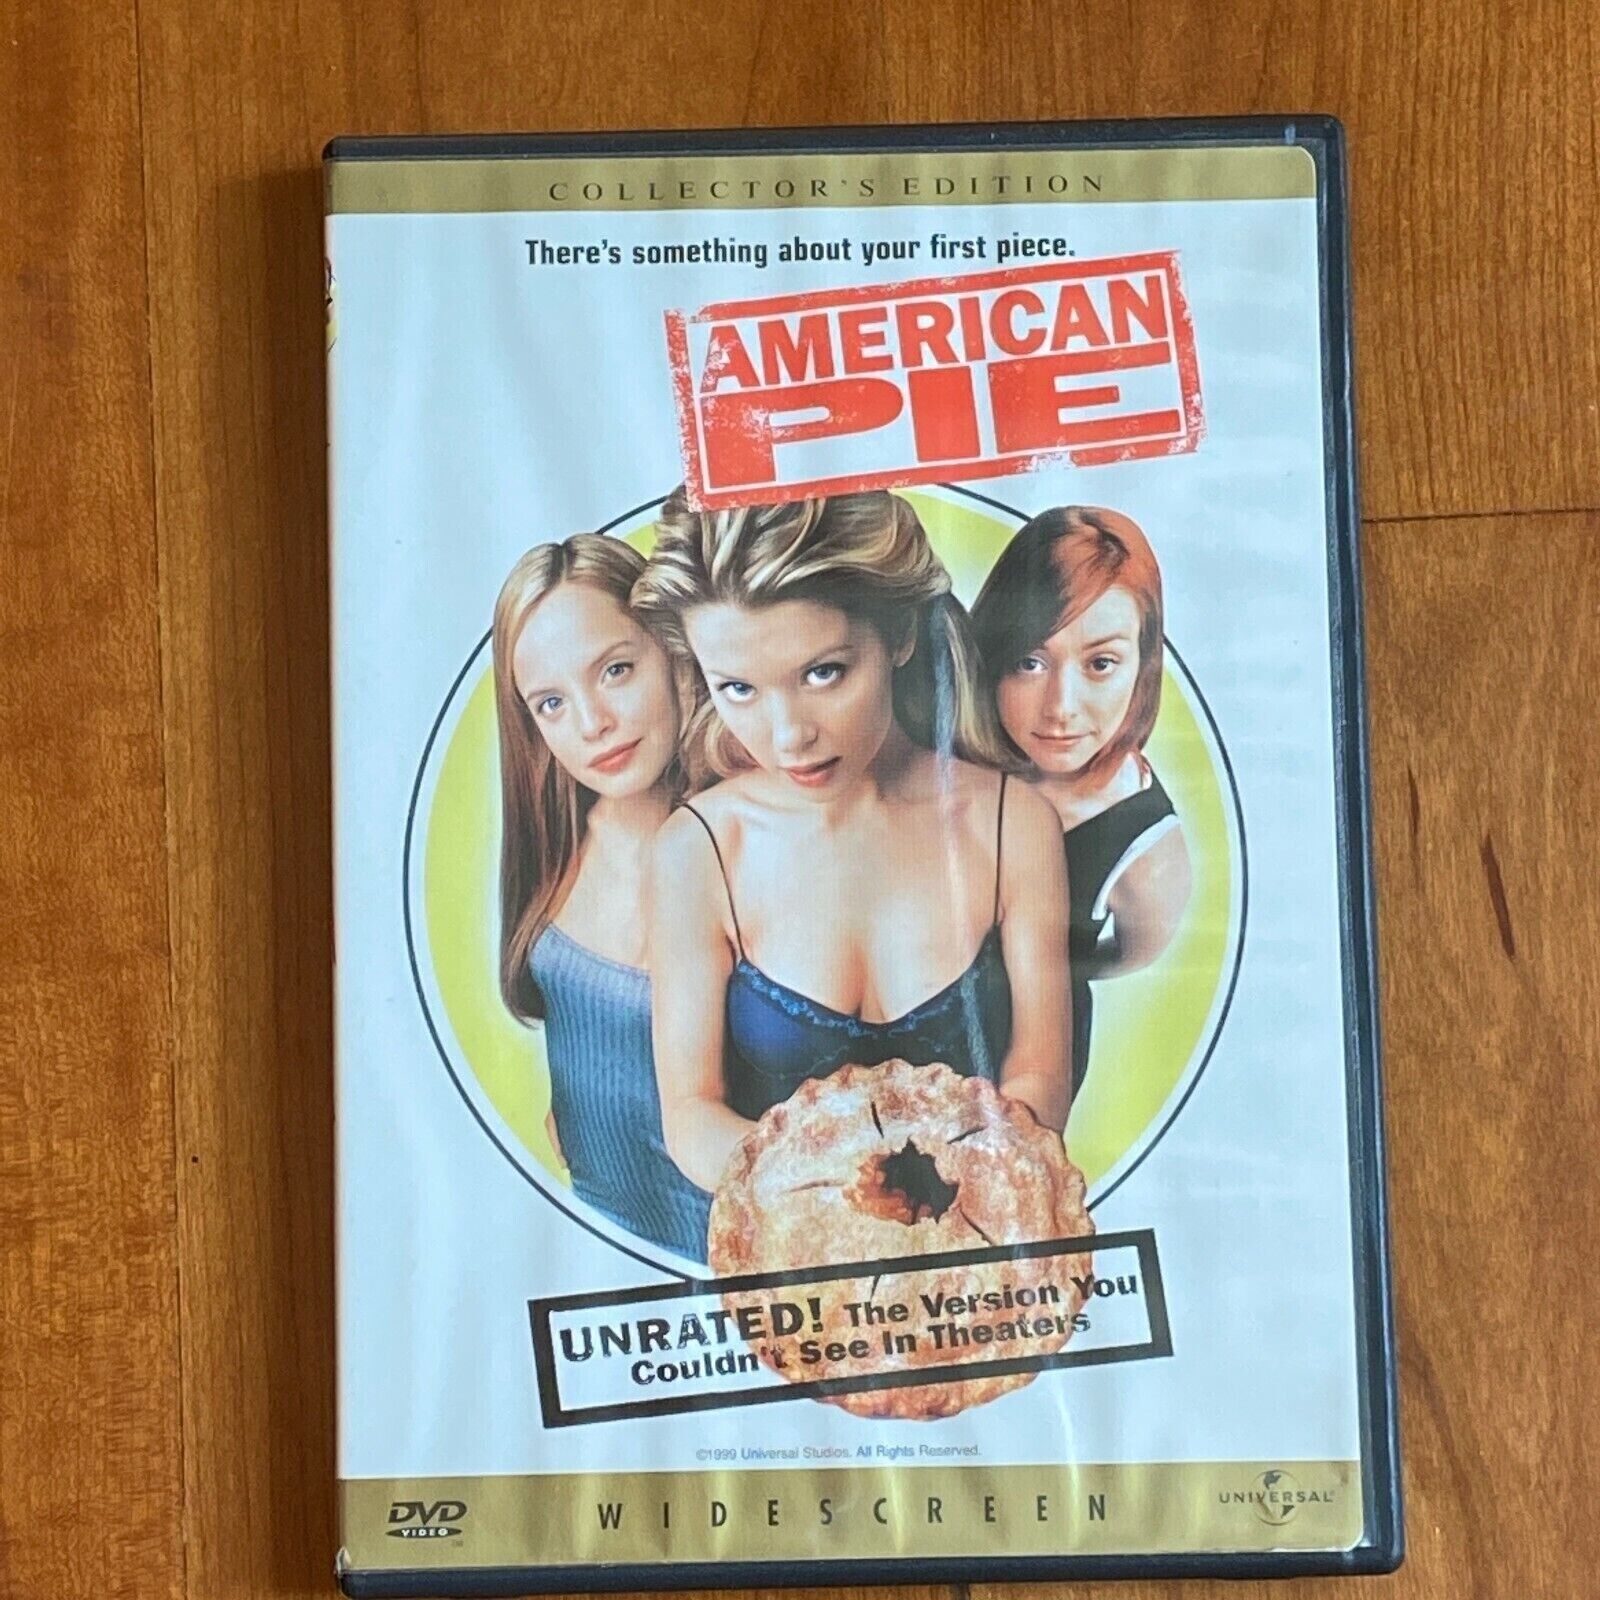 COLLECTOR'S EDITION
There's something about your first piece.
AMERICAN
PIE
UNRATED! The Version You
Couldn't See In Theaters
©1999 Universal Studios. All Rights Reserved.
DVD
VIDEO
WIDESCREEN
UNIVERSAL